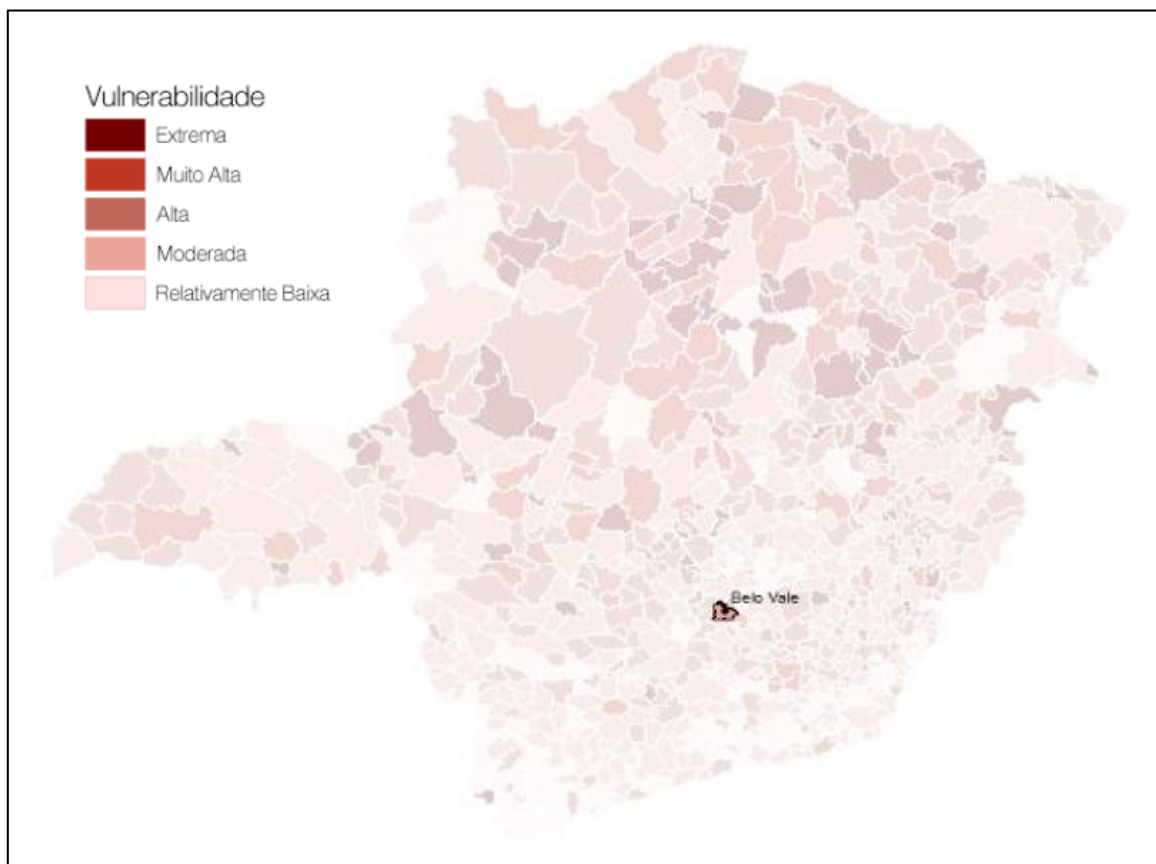 Vulnerabilidade
Extrema
Muito Alta
Alta
Moderada
Relativamente Baixa
Belo Vale